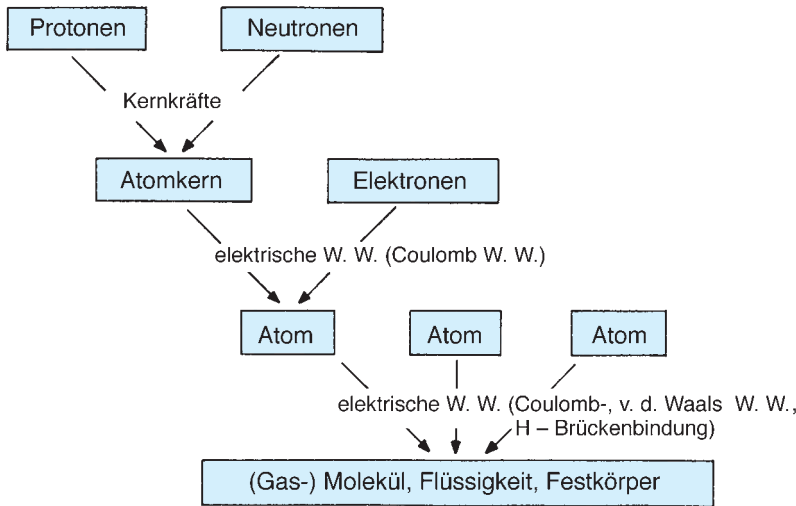 Protonen
Neutronen
Kernkräfte
Atomkern
Elektronen
elektrische W. W. (Coulomb W. W.)
Atom
Atom
Atom
elektrische W. W. (Coulomb-, v. d. Waals W. W.,
H – Brückenbindung)
(Gas-) Molekül, Flüssigkeit, Festkörper